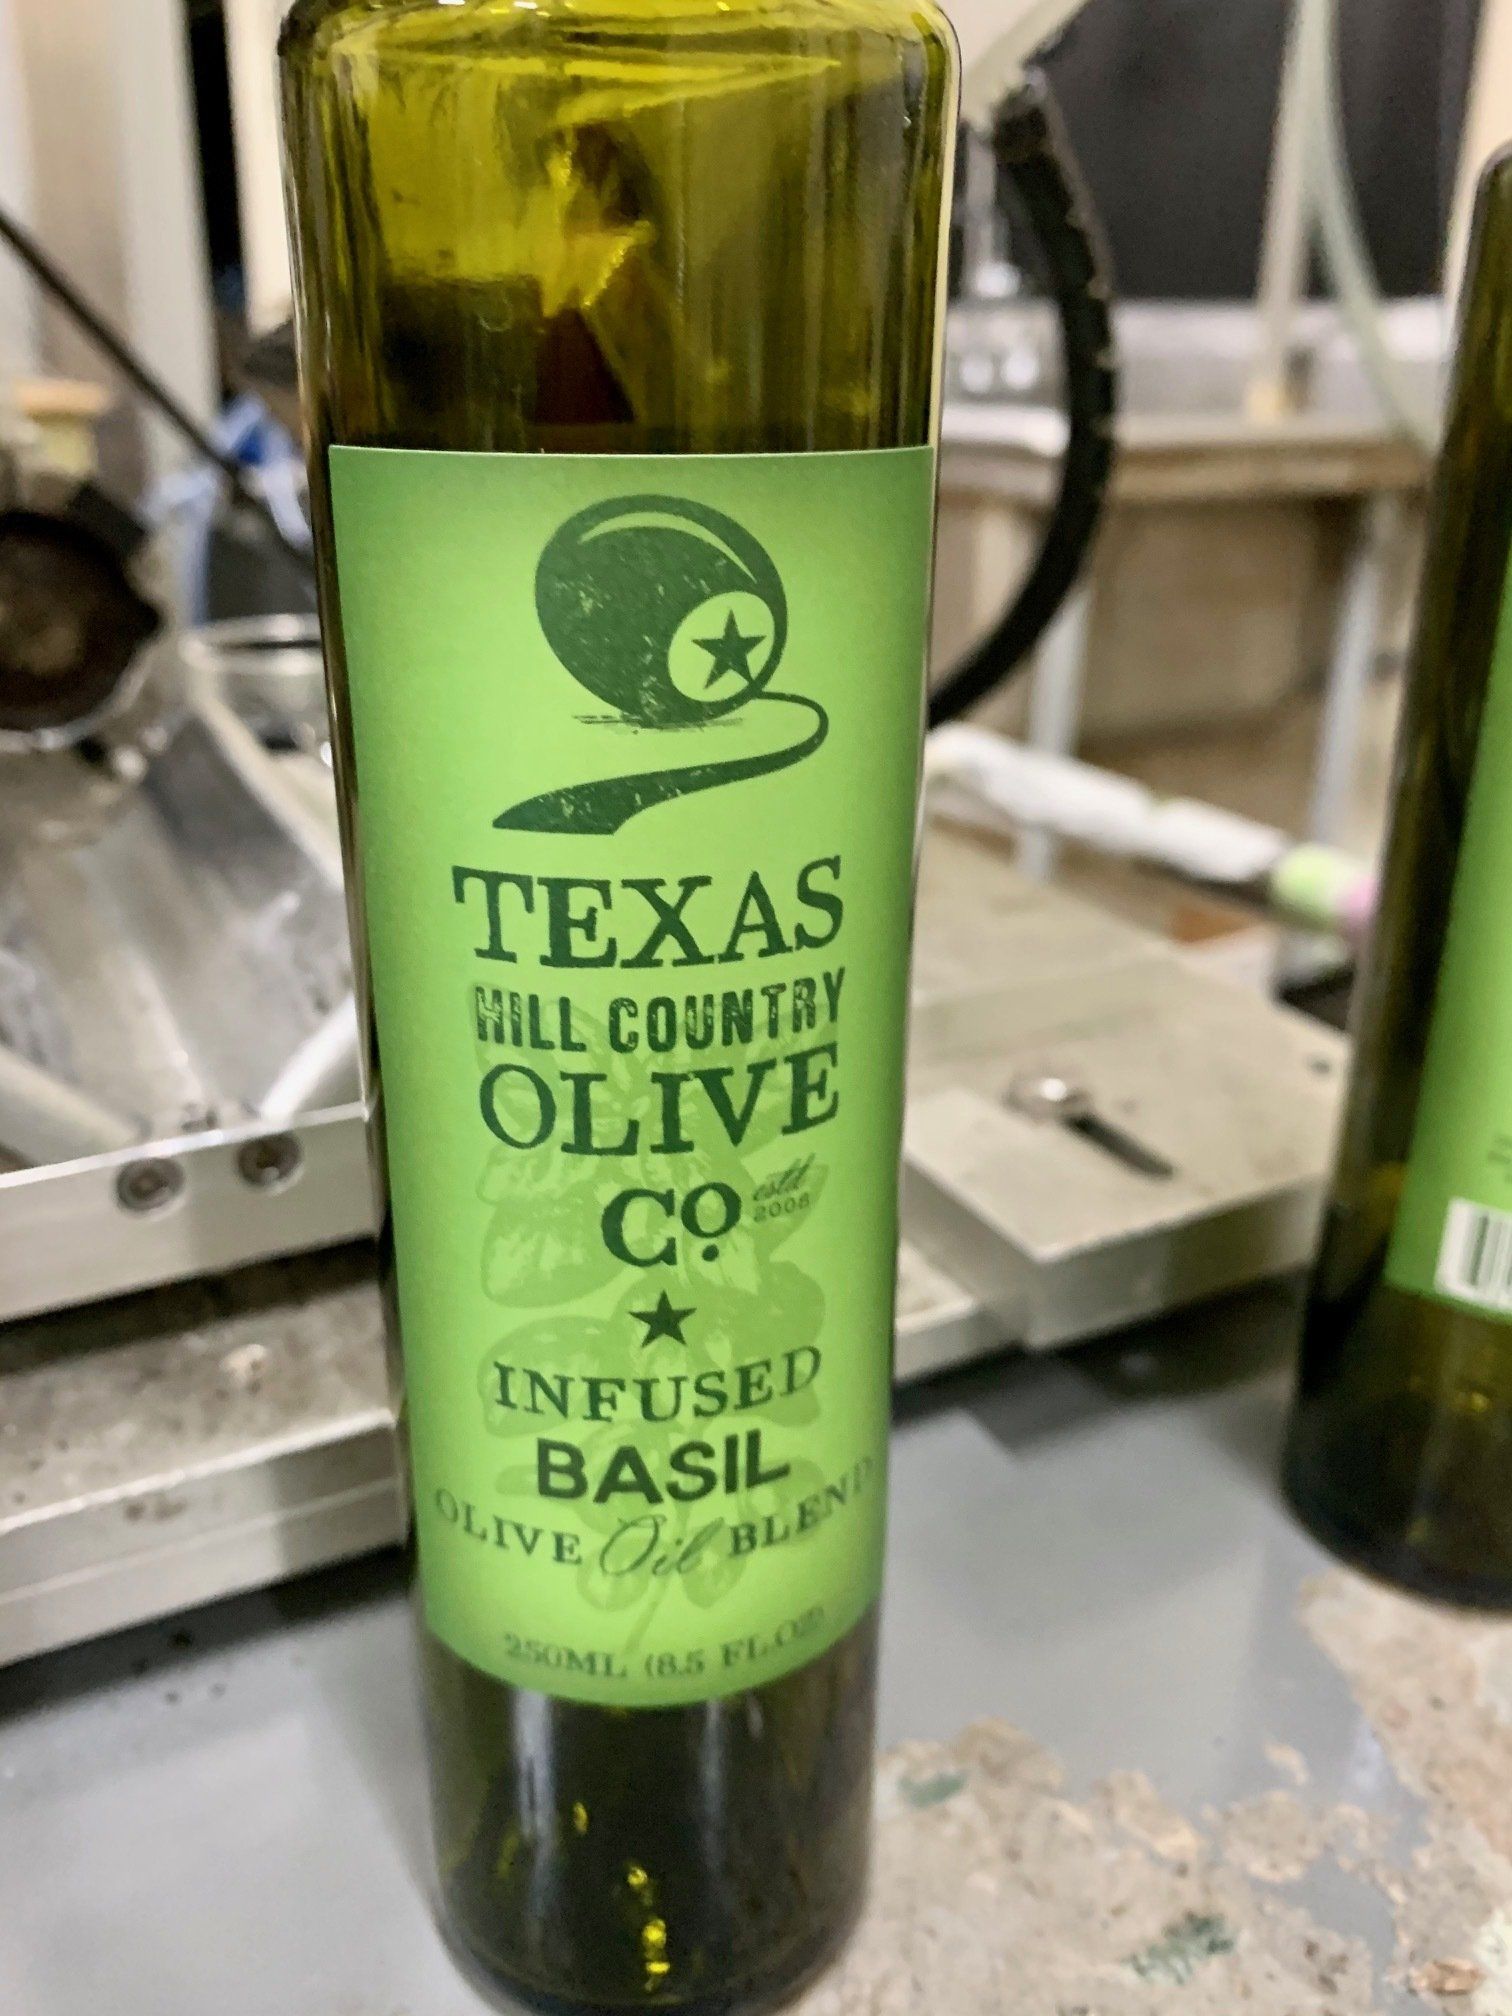 TEXAS
HILL COUNTRY
OLIVE
Co. estd 2008
INFUSED
BASIL
OLIVE Oil BLEND
250ML (8.5 FL.OZ)